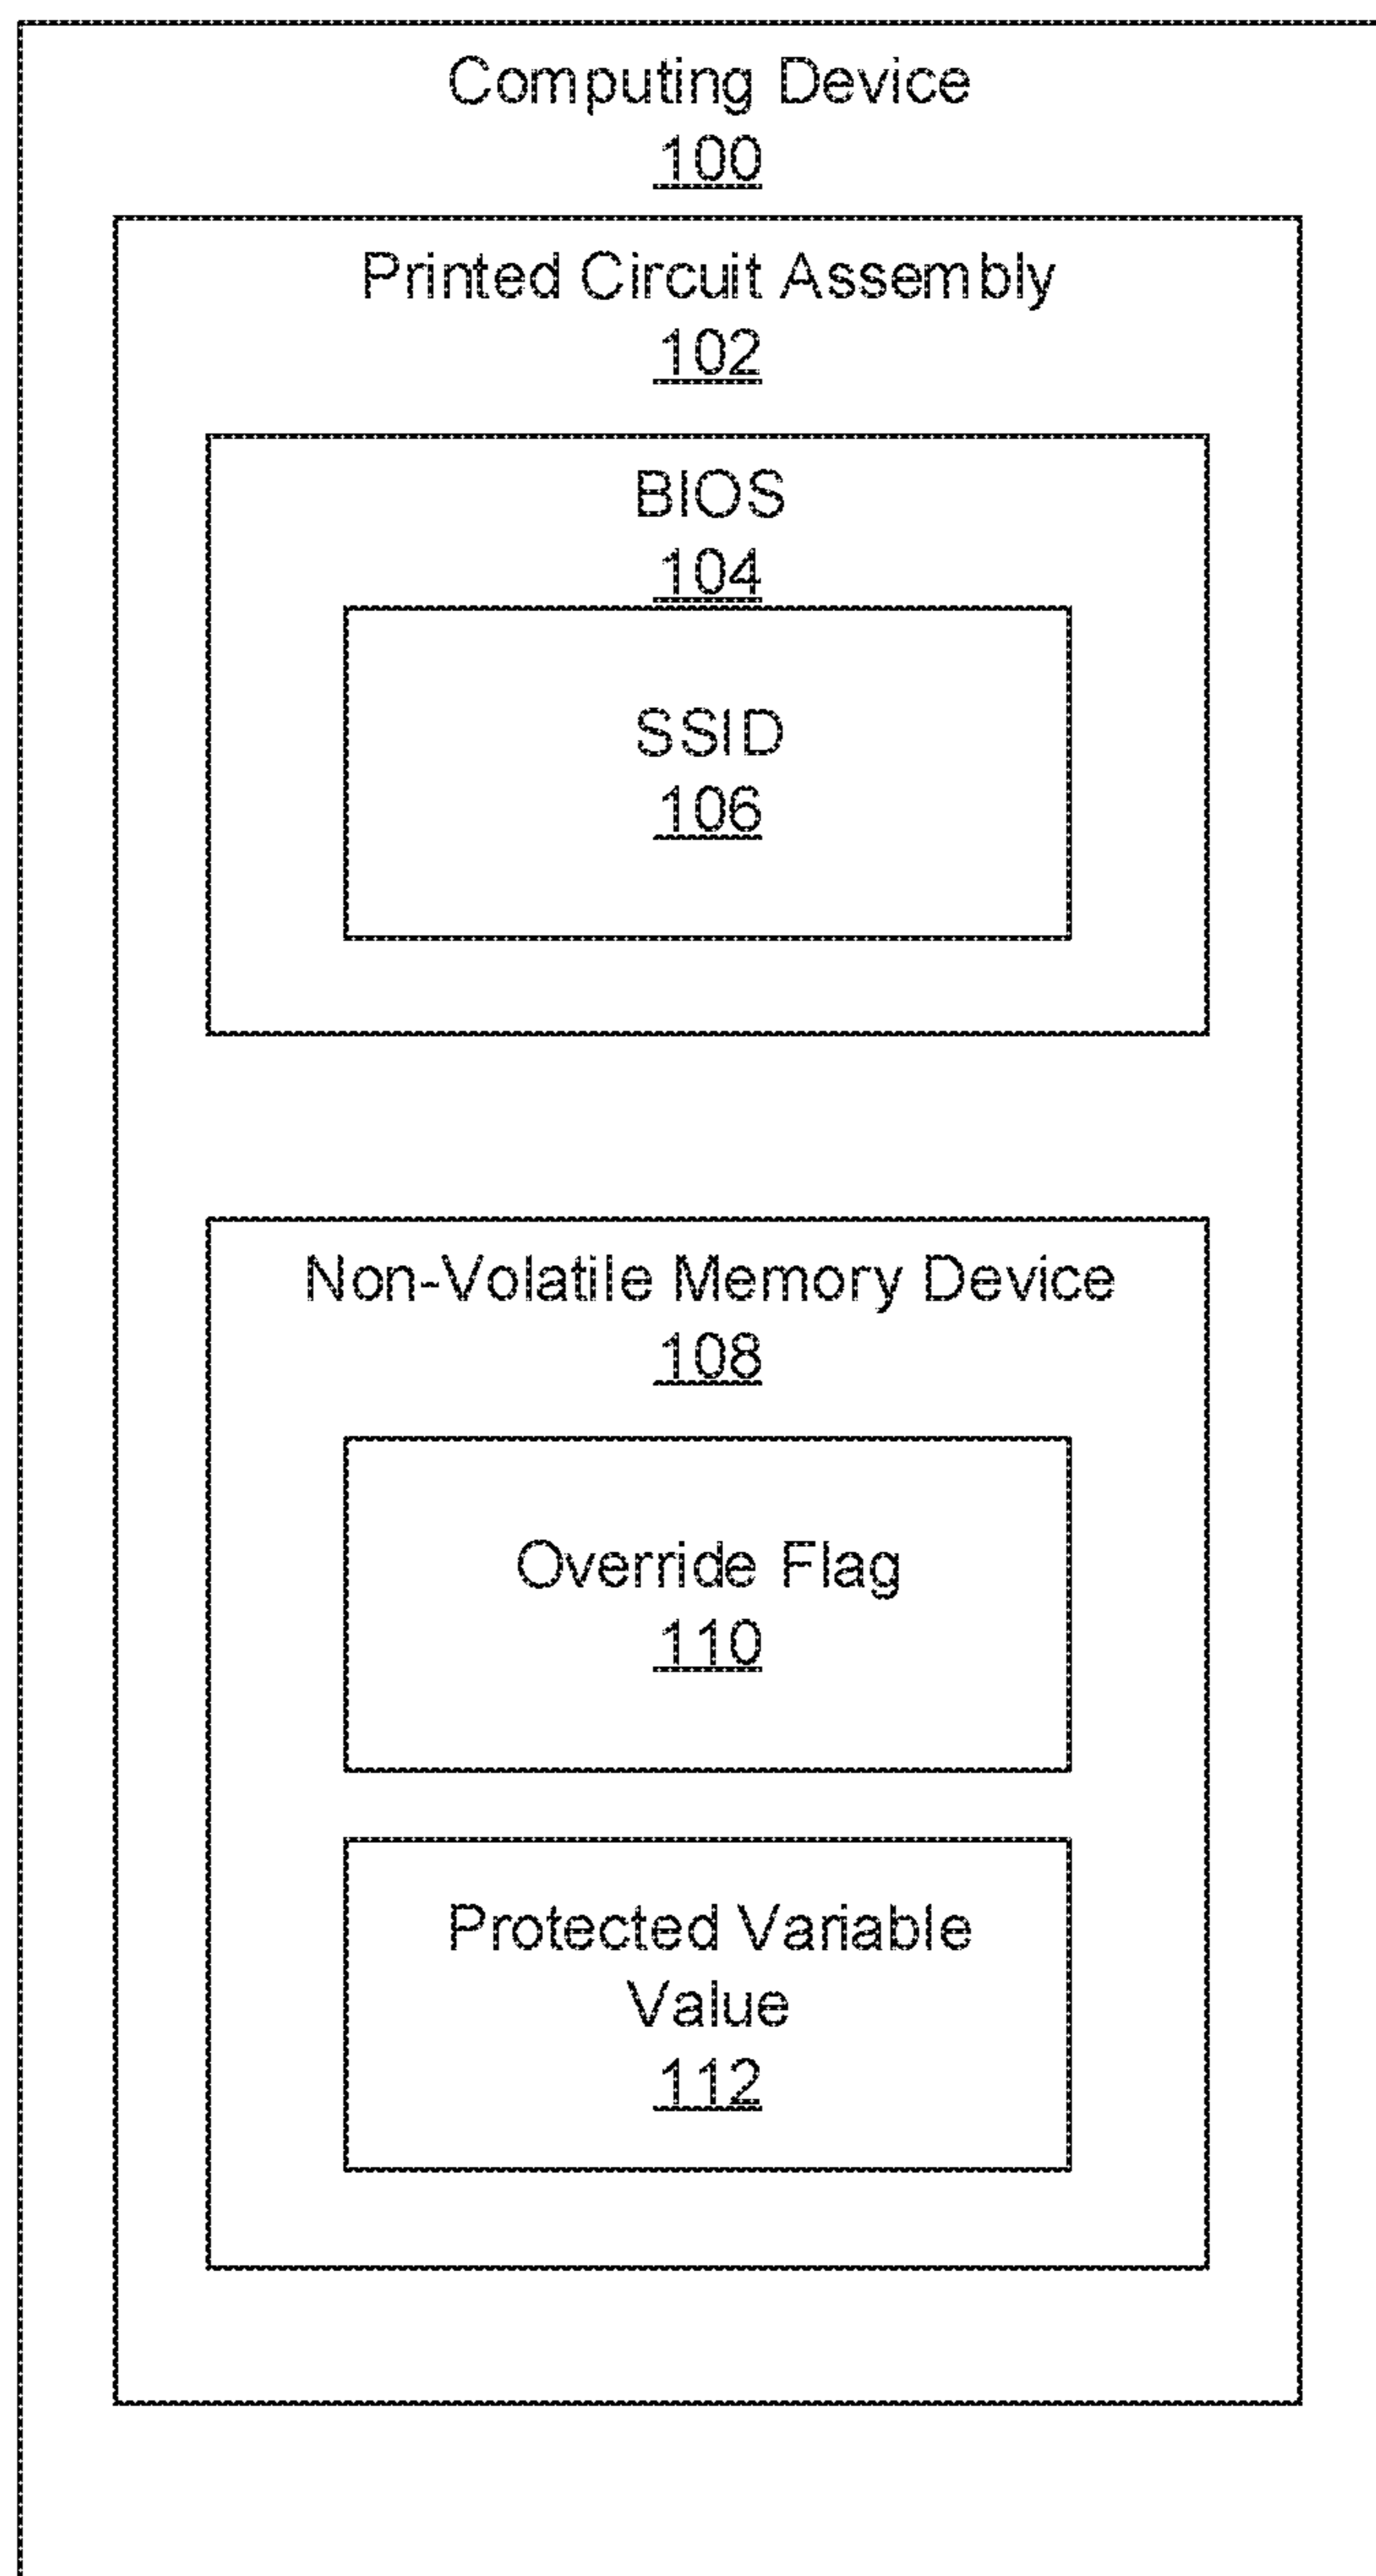 Computing Device
100
Printed Circuit Assembly
102
BIOS
104
SSID
106
Non-Volatile Memory Device
108
Override Flag
110
Protected Variable
Value
112